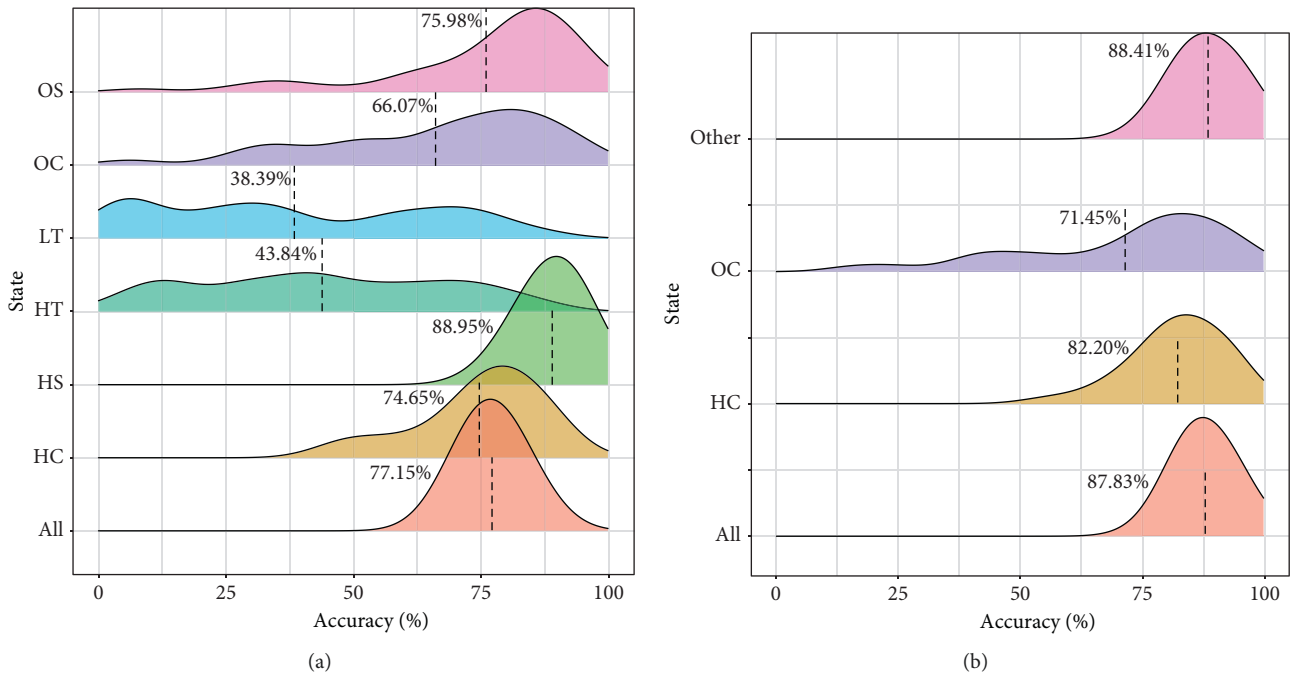 75.98%
OS
66.07%
OC
38.39%
LT
43.84%
HT
88.95%
HS
74.65%
HC
77.15%
All
State
0 25 50 75 100
Accuracy (%)
(a)
88.41%
Other
71.45%
OC
82.20%
HC
87.83%
All
State
0 25 50 75 100
Accuracy (%)
(b)